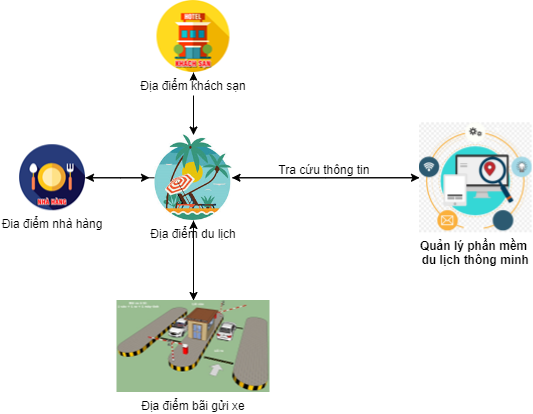 HOTEL
KHÁCH SẠN
Địa điểm khách sạn
Tra cứu thông tin
NHÀ HÀNG
Địa điểm nhà hàng
Địa điểm du lịch
Quản lý phần mềm
du lịch thông minh
Địa điểm bãi gửi xe